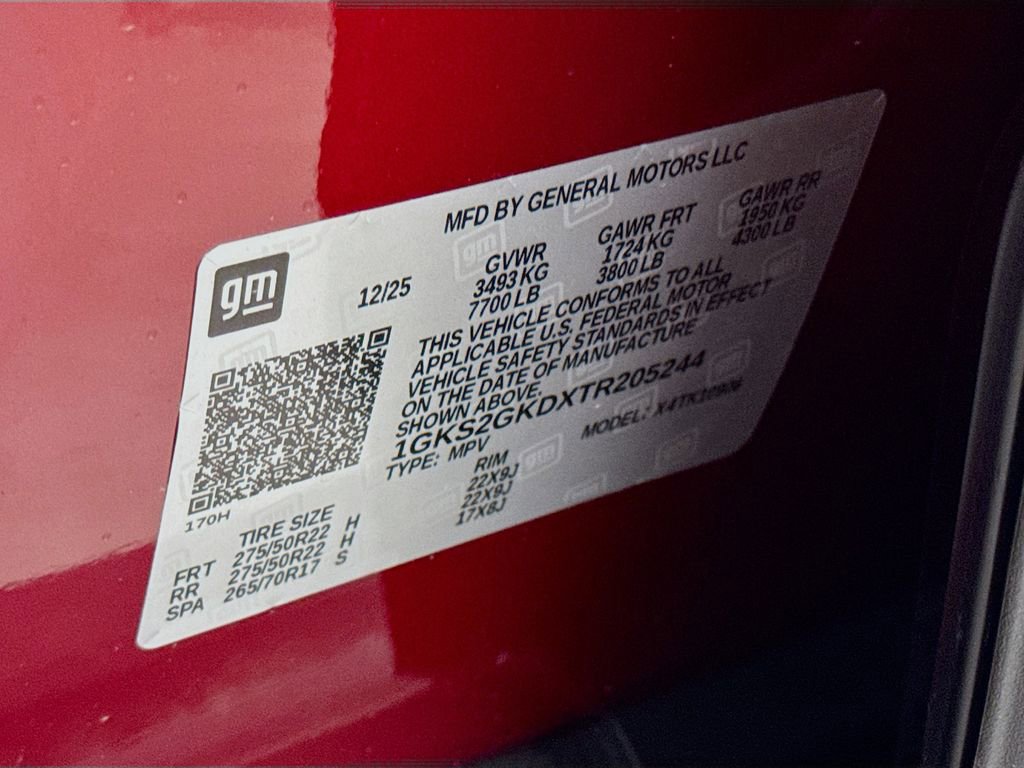 MFD BY GENERAL MOTORS LLC
gm
12/25
GVWR GAWR FRT GAWR RR
3493 KG 1724 KG 1950 KG
7700 LB 3800 LB 4300 LB
THIS VEHICLE CONFORMS TO ALL
APPLICABLE U.S. FEDERAL MOTOR
VEHICLE SAFETY STANDARDS IN EFFECT
ON THE DATE OF MANUFACTURE
SHOWN ABOVE.
1GKS2GKDXTR205244
TYPE: MPV MODEL:
170H
TIRE SIZE RIM
FRT 275/50R22 H 22X9J
RR 275/50R22 H 22X9J
SPA 265/70R17 S 17X8J